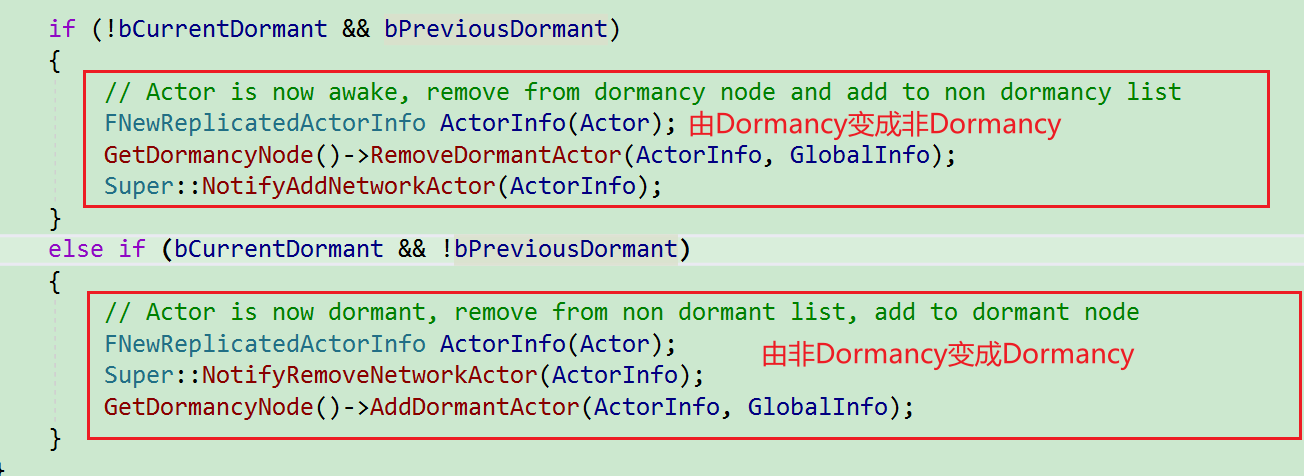 if (!bCurrentDormant && bPreviousDormant)
{
// Actor is now awake, remove from dormancy node and add to non dormancy list
FNewReplicatedActorInfo ActorInfo(Actor); 由Dormancy变成非Dormancy
GetDormancyNode()->RemoveDormantActor(ActorInfo, GlobalInfo);
Super::NotifyAddNetworkActor(ActorInfo);
}
else if (bCurrentDormant && !bPreviousDormant)
{
// Actor is now dormant, remove from non dormant list, add to dormant node
FNewReplicatedActorInfo ActorInfo(Actor);
由非Dormancy变成Dormancy
Super::NotifyRemoveNetworkActor(ActorInfo);
GetDormancyNode()->AddDormantActor(ActorInfo, GlobalInfo);
}
}